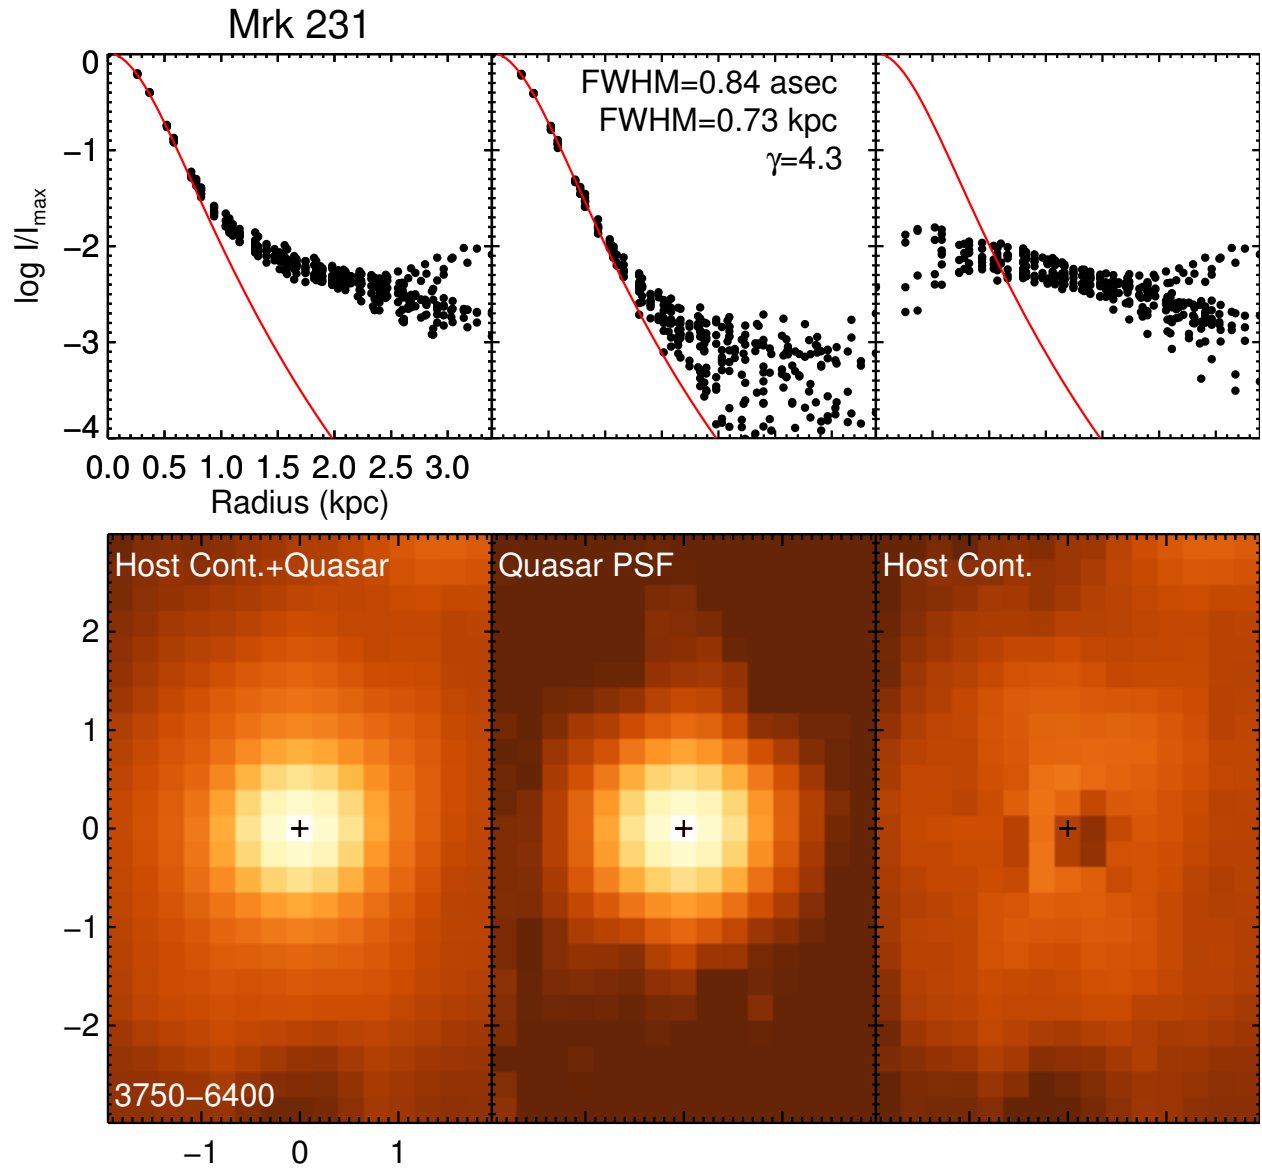 Mrk 231
0
−1
−2
−3
−4
log I/Imax
FWHM=0.84 asec
FWHM=0.73 kpc
γ=4.3
0.0 0.5 1.0 1.5 2.0 2.5 3.0
Radius (kpc)
Host Cont.+Quasar
Quasar PSF
Host Cont.
2
1
0
−1
−2
3750−6400
−1 0 1